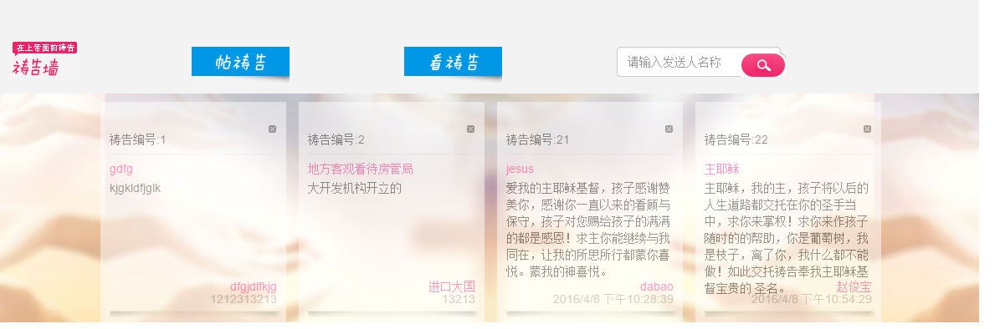 在上帝面前祷告
祷告墙
帖祷告
看祷告
请输入发送人名称
祷告编号:1
gdfg
kjgkldfjglk
dfgjdlfkjg
1212313213
祷告编号:2
地方客观看待房管局
大开发机构开立的
进口大国
13213
祷告编号:21
jesus
爱我的主耶稣基督，孩子感谢赞
美你，感谢你一直以来的看顾与
保守，孩子对您赐给孩子的满满
的都是感恩！求主你能继续与我
同在，让我的所思所行都蒙你喜
悦。蒙我的神喜悦。
dabao
2016/4/8 下午10:28:39
祷告编号:22
主耶稣
主耶稣，我的主，孩子将以后的
人生道路都交托在你的圣手当
中，求你来掌权！求你来作孩子
随时的的帮助，你是葡萄树，我
是枝子，离了你，我什么都不能
做！如此交托祷告奉我主耶稣基
督宝贵的 圣名。
赵俊宝
2016/4/8 下午10:54:29